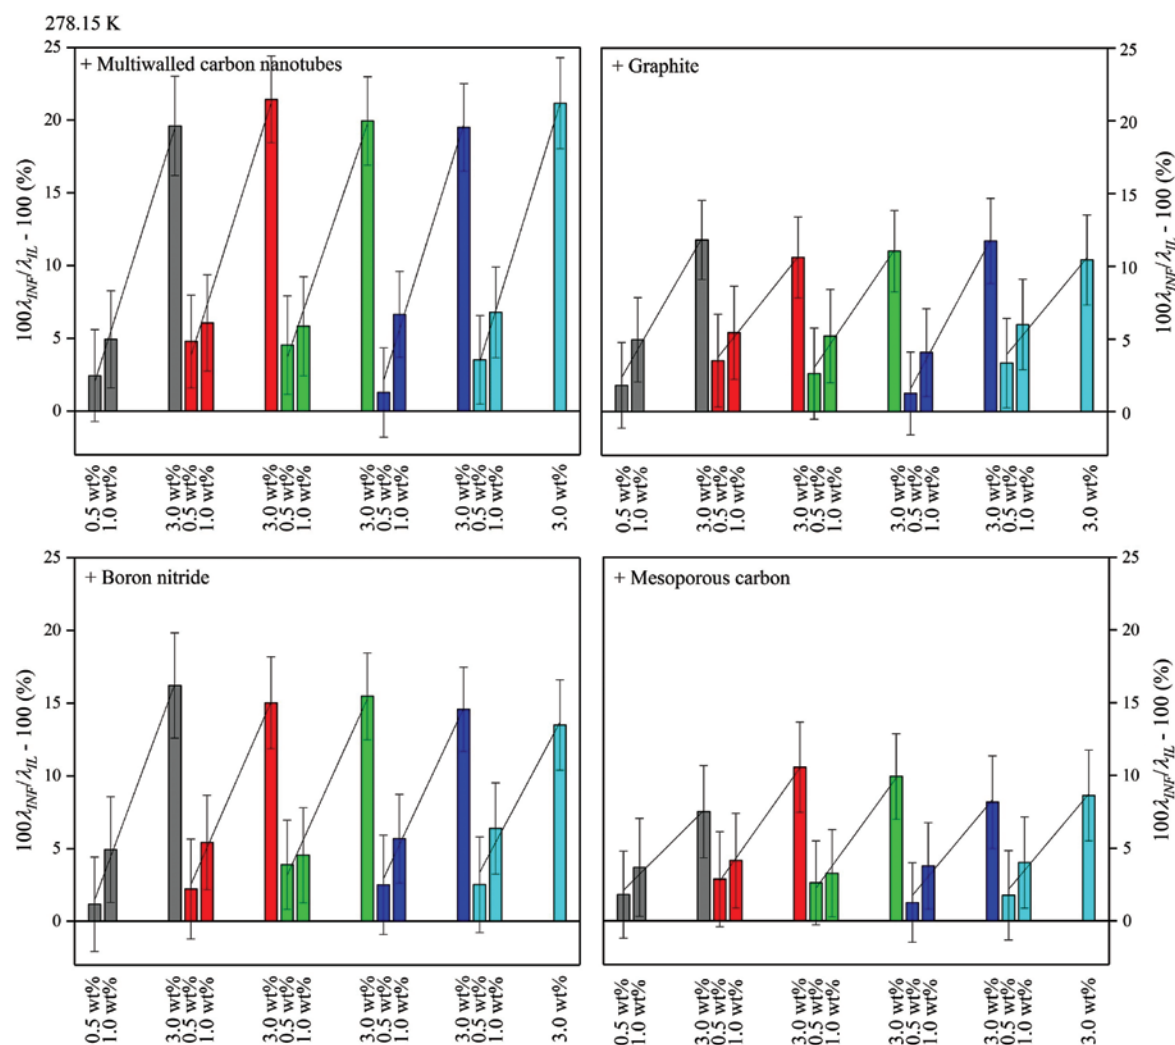 278.15 K
+ Multiwalled carbon nanotubes
+ Graphite
25
20
15
10
5
0
100λINF/λIL - 100 (%)
25
20
15
10
5
0
100λINF/λIL - 100 (%)
0.5 wt%
1.0 wt%
3.0 wt%
0.5 wt%
1.0 wt%
3.0 wt%
0.5 wt%
1.0 wt%
3.0 wt%
0.5 wt%
1.0 wt%
3.0 wt%
0.5 wt%
1.0 wt%
3.0 wt%
0.5 wt%
1.0 wt%
3.0 wt%
0.5 wt%
1.0 wt%
3.0 wt%
0.5 wt%
1.0 wt%
3.0 wt%
0.5 wt%
1.0 wt%
3.0 wt%
0.5 wt%
1.0 wt%
3.0 wt%
+ Boron nitride
+ Mesoporous carbon
25
20
15
10
5
0
100λINF/λIL - 100 (%)
25
20
15
10
5
0
100λINF/λIL - 100 (%)
0.5 wt%
1.0 wt%
3.0 wt%
0.5 wt%
1.0 wt%
3.0 wt%
0.5 wt%
1.0 wt%
3.0 wt%
0.5 wt%
1.0 wt%
3.0 wt%
0.5 wt%
1.0 wt%
3.0 wt%
0.5 wt%
1.0 wt%
3.0 wt%
0.5 wt%
1.0 wt%
3.0 wt%
0.5 wt%
1.0 wt%
3.0 wt%
0.5 wt%
1.0 wt%
3.0 wt%
0.5 wt%
1.0 wt%
3.0 wt%